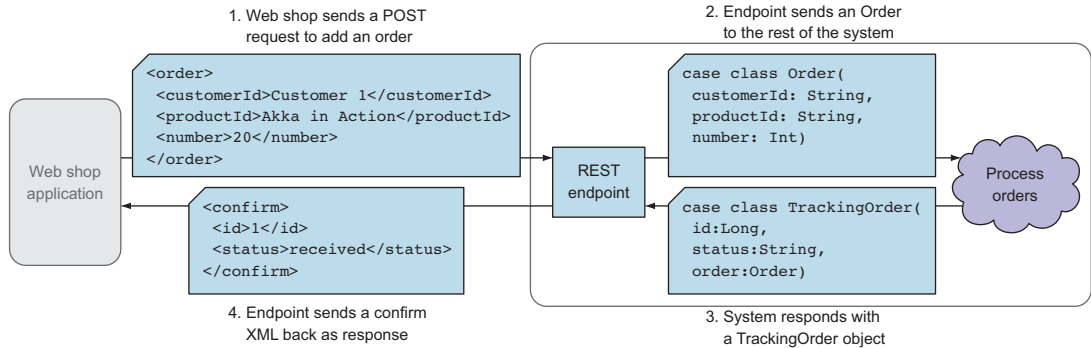 1. Web shop sends a POST
request to add an order
2. Endpoint sends an Order
to the rest of the system
<order>
<customerId>Customer 1</customerId>
<productId>Akka in Action</productId>
<number>20</number>
</order>
case class Order(
customerId: String,
productId: String,
number: Int)
Web shop
application
REST
endpoint
Process
orders
<confirm>
<id>1</id>
<status>received</status>
</confirm>
case class TrackingOrder(
id:Long,
status:String,
order:Order)
4. Endpoint sends a confirm
XML back as response
3. System responds with
a TrackingOrder object